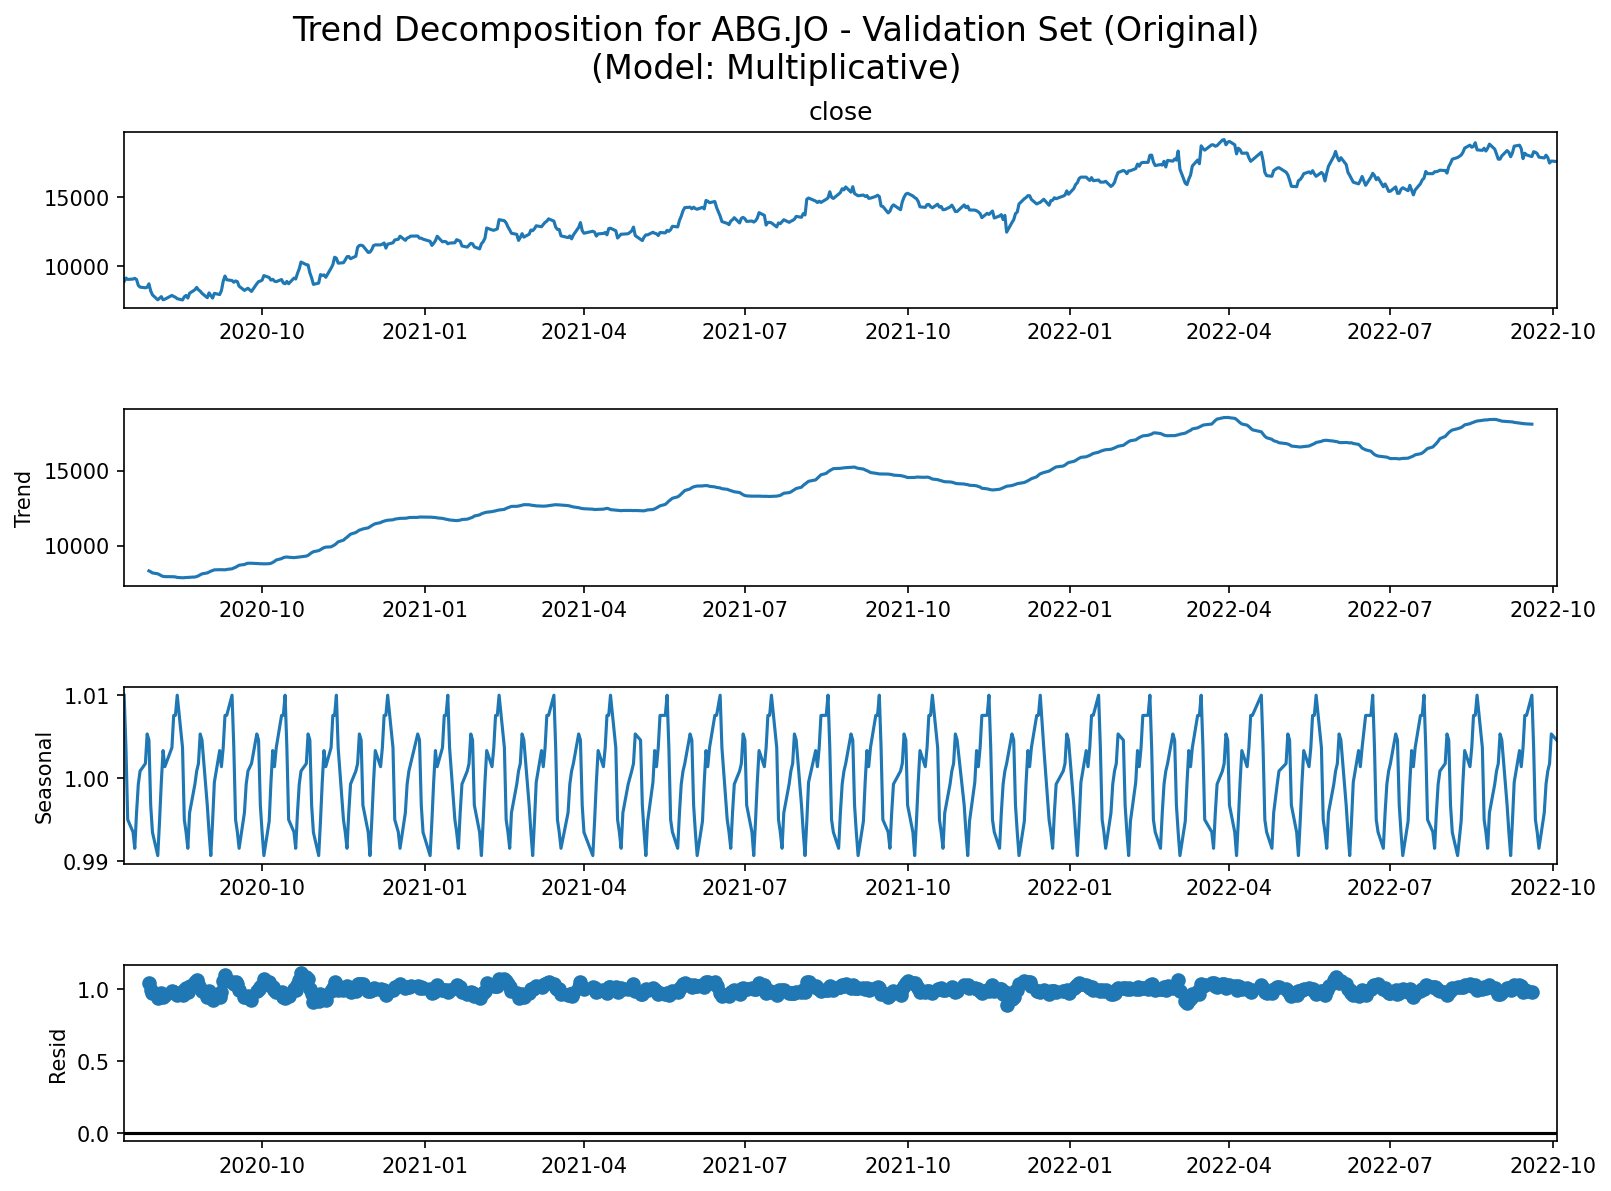 Trend Decomposition for ABG.JO - Validation Set (Original)
(Model: Multiplicative)
close
15000
10000
2020-10 2021-01 2021-04 2021-07 2021-10 2022-01 2022-04 2022-07 2022-10
Trend
15000
10000
2020-10 2021-01 2021-04 2021-07 2021-10 2022-01 2022-04 2022-07 2022-10
Seasonal
1.01
1.00
0.99
2020-10 2021-01 2021-04 2021-07 2021-10 2022-01 2022-04 2022-07 2022-10
Resid
1.0
0.5
0.0
2020-10 2021-01 2021-04 2021-07 2021-10 2022-01 2022-04 2022-07 2022-10